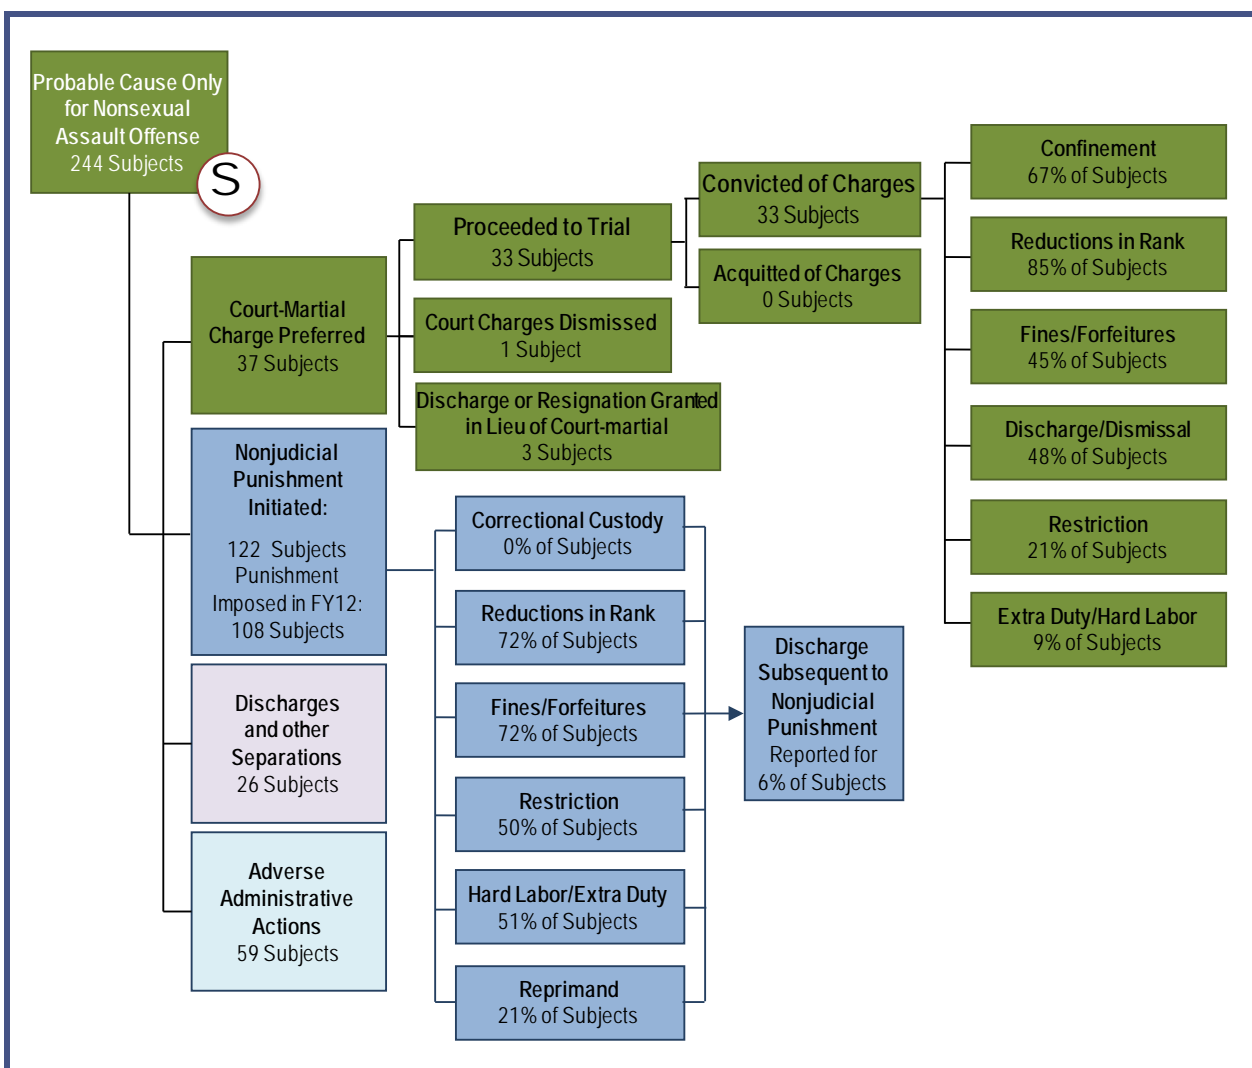 Probable Cause Only
for Nonsexual
Assault Offense
244 Subjects
S
Court-Martial
Charge Preferred
37 Subjects
Proceeded to Trial
33 Subjects
Court Charges Dismissed
1 Subject
Discharge or Resignation Granted
in Lieu of Court-martial
3 Subjects
Convicted of Charges
33 Subjects
Acquitted of Charges
0 Subjects
Confinement
67% of Subjects
Reductions in Rank
85% of Subjects
Fines/Forfeitures
45% of Subjects
Discharge/Dismissal
48% of Subjects
Restriction
21% of Subjects
Extra Duty/Hard Labor
9% of Subjects
Nonjudicial
Punishment
Initiated:
122 Subjects
Punishment
Imposed in FY12:
108 Subjects
Correctional Custody
0% of Subjects
Reductions in Rank
72% of Subjects
Fines/Forfeitures
72% of Subjects
Restriction
50% of Subjects
Hard Labor/Extra Duty
51% of Subjects
Reprimand
21% of Subjects
Discharge
Subsequent to
Nonjudicial
Punishment
Reported for
6% of Subjects
Discharges
and other
Separations
26 Subjects
Adverse
Administrative
Actions
59 Subjects